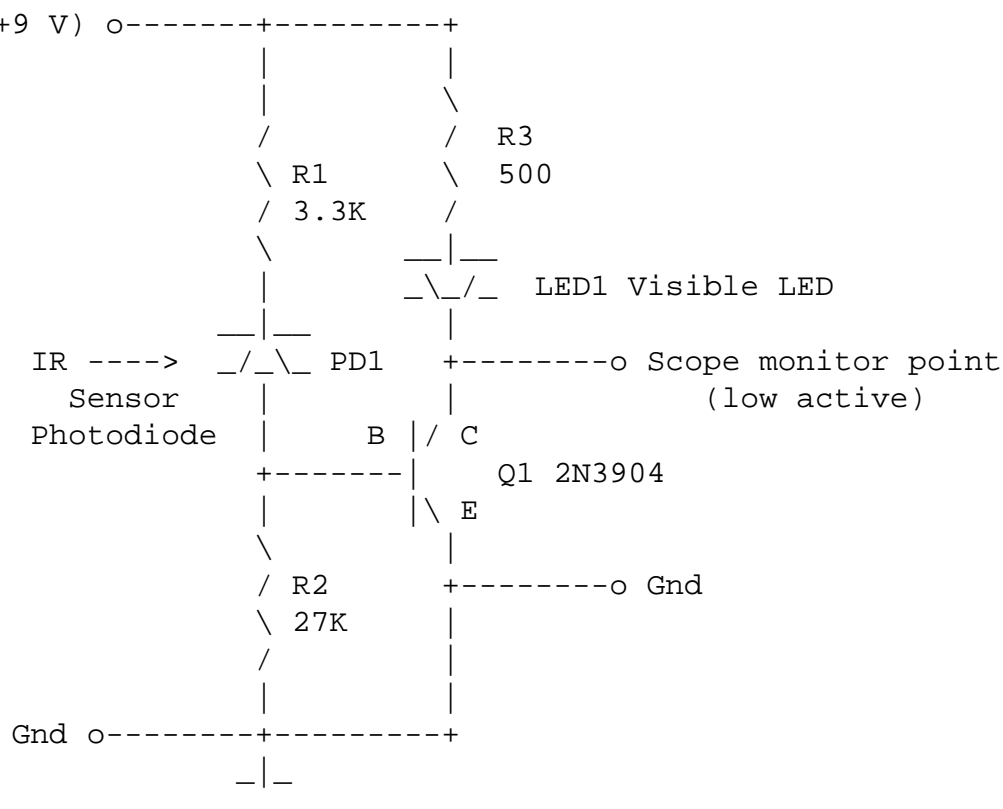 +9 V) o-------+---------+
R3
R1 500
3.3K
LED1 Visible LED
IR ----> PD1 Scope monitor point
Sensor (low active)
Photodiode B C
Q1 2N3904
E
R2 Gnd
27K
Gnd